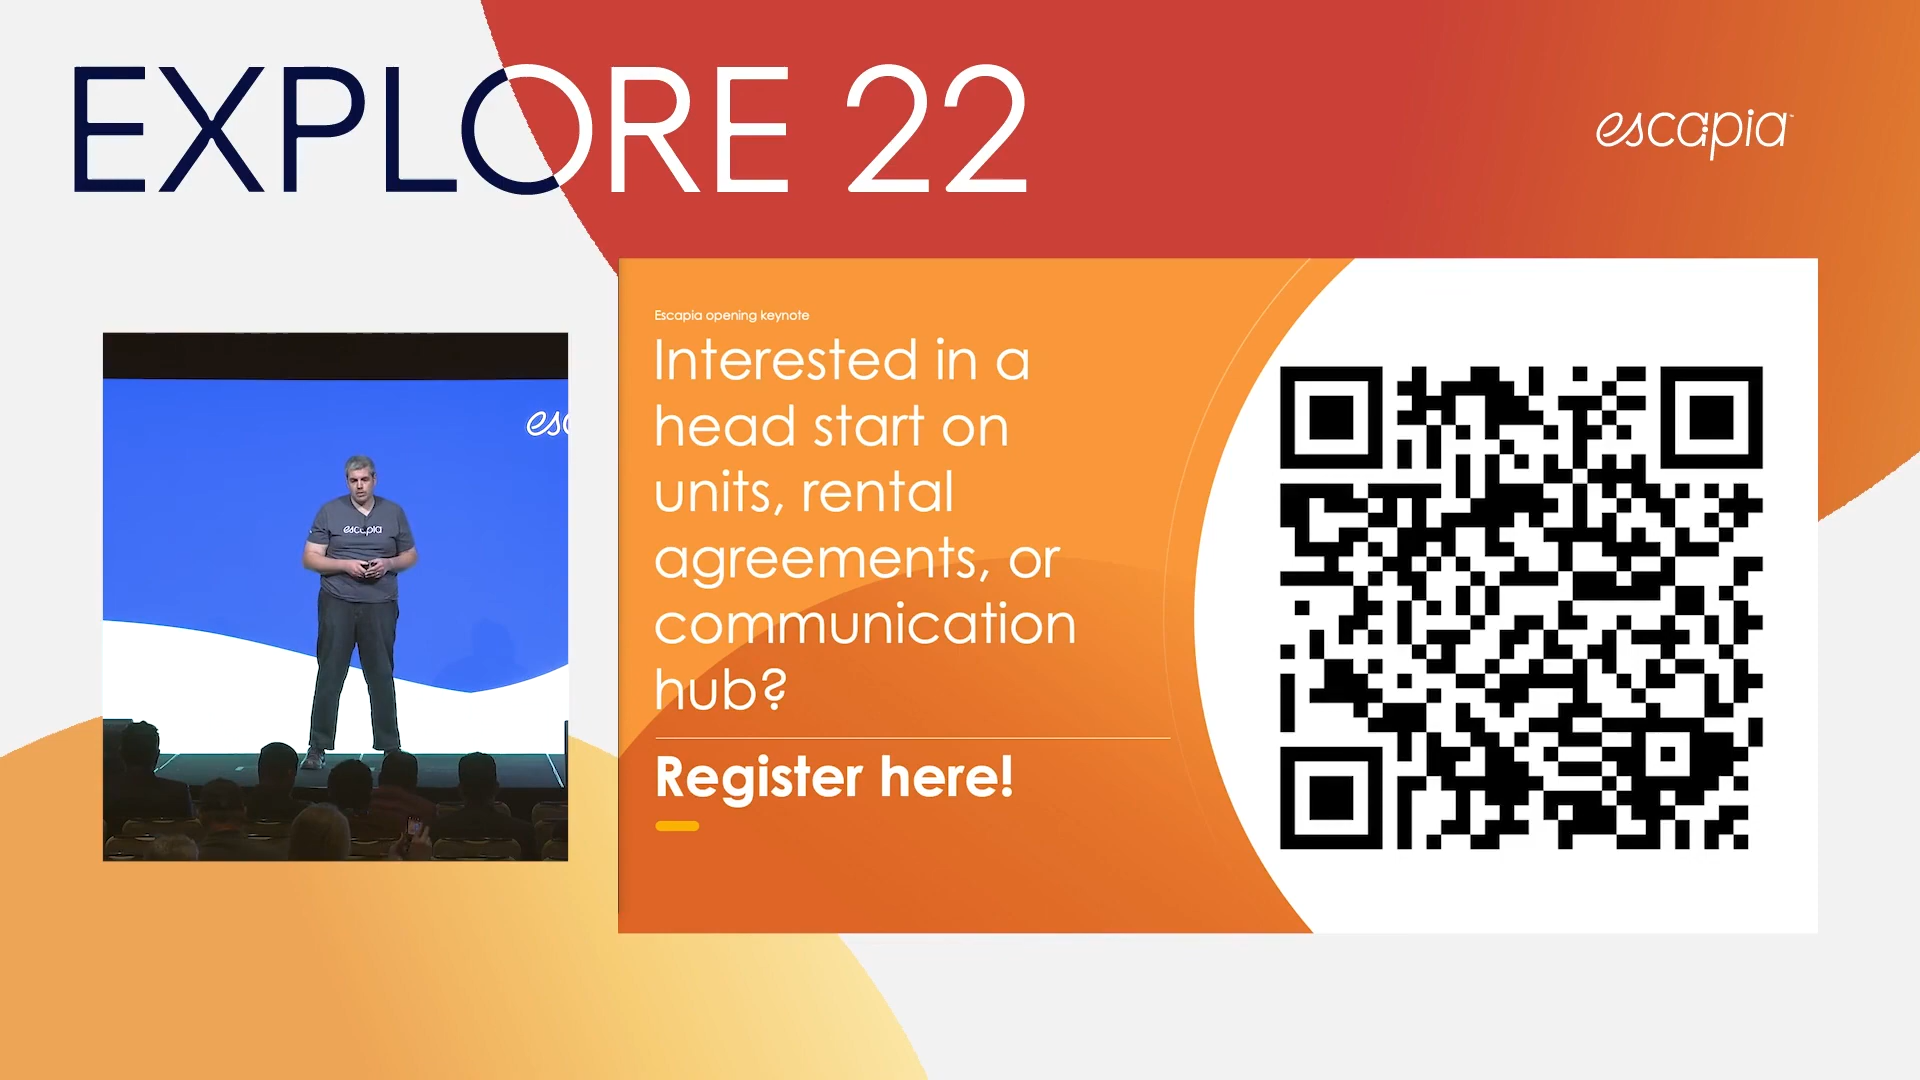 EXPLORE 22
escapia
Escapia opening keynote
Interested in a
head start on
units, rental
agreements, or
communication
hub?
Register here!
esc
escapia